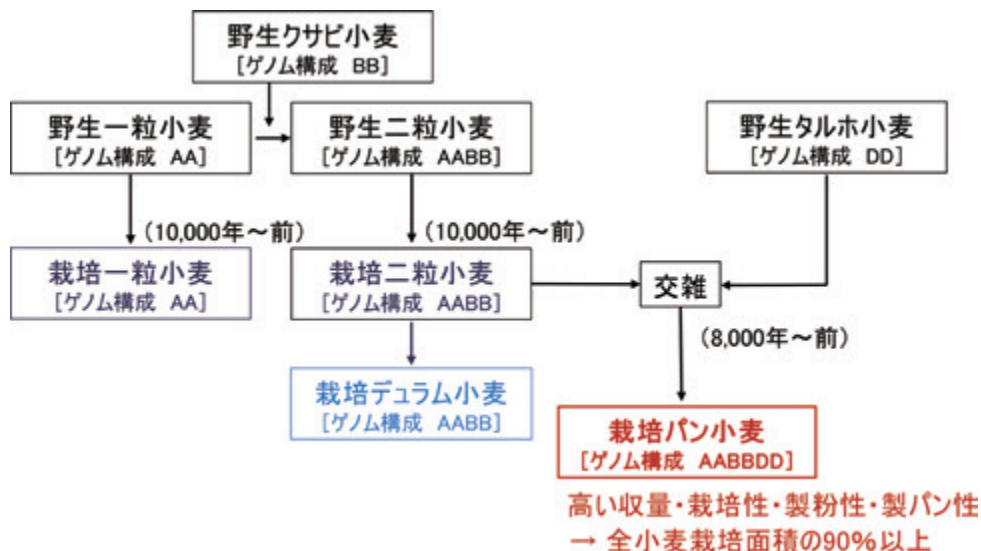 野生クサビ小麦
[ゲノム構成 BB]
野生一粒小麦
[ゲノム構成 AA]
野生二粒小麦
[ゲノム構成 AABB]
野生タルホ小麦
[ゲノム構成 DD]
(10,000年～前)
(10,000年～前)
栽培一粒小麦
[ゲノム構成 AA]
栽培二粒小麦
[ゲノム構成 AABB]
交雑
(8,000年～前)
栽培デュラム小麦
[ゲノム構成 AABB]
栽培パン小麦
[ゲノム構成 AABBDD]
高い収量・栽培性・製粉性・製パン性
→ 全小麦栽培面積の90%以上